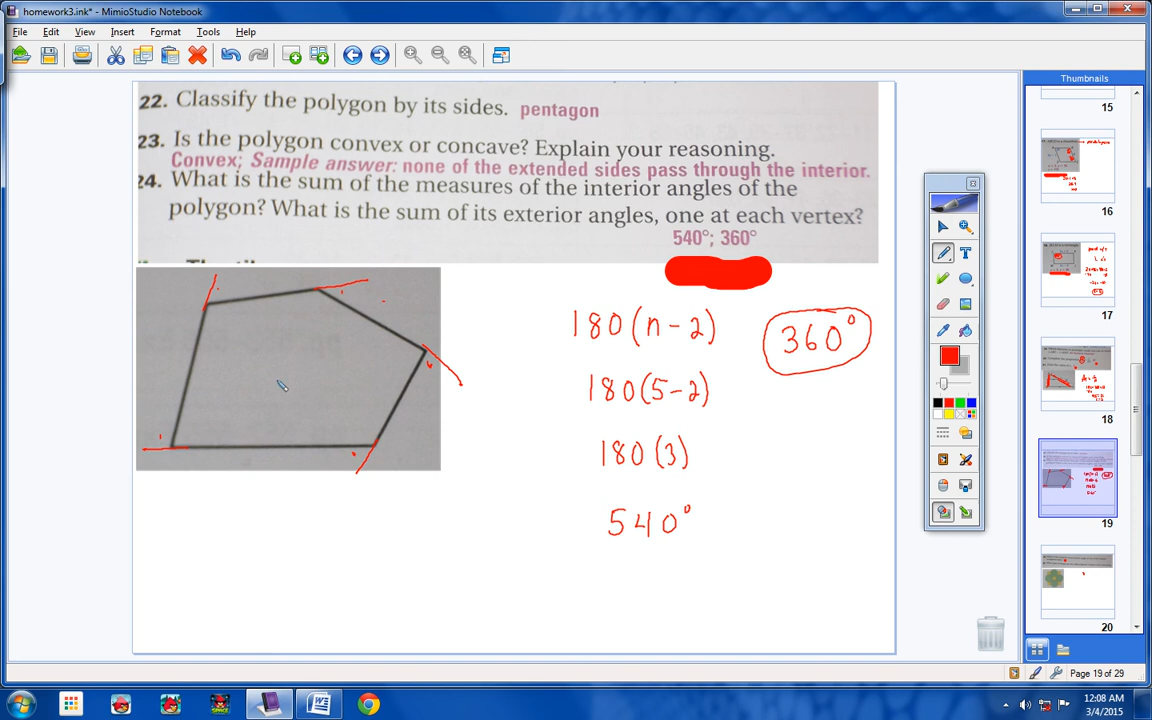 homework3.ink* - MimioStudio Notebook
File Edit View Insert Format Tools Help
22. Classify the polygon by its sides. pentagon
23. Is the polygon convex or concave? Explain your reasoning.
Convex; Sample answer: none of the extended sides pass through the interior.
24. What is the sum of the measures of the interior angles of the
polygon? What is the sum of its exterior angles, one at each vertex?
540°; 360°
180(n-2)
360°
180(5-2)
180(3)
540°
T
Thumbnails
15
16
17
18
19
20
Page 19 of 29
12:08 AM
3/4/2015